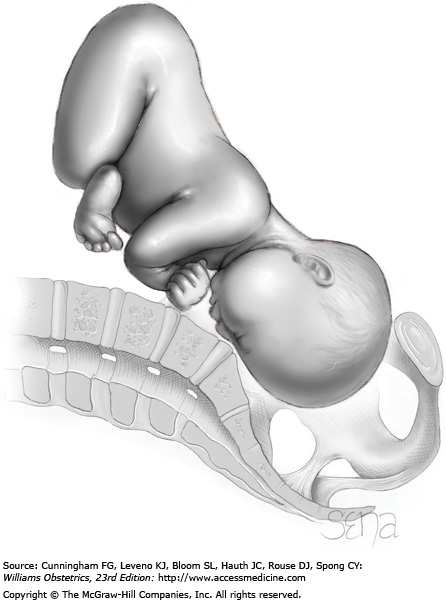 sena
Source: Cunningham FG, Leveno KJ, Bloom SL, Hauth JC, Rouse DJ, Spong CY:
Williams Obstetrics, 23rd Edition: http://www.accessmedicine.com
Copyright © The McGraw-Hill Companies, Inc. All rights reserved.